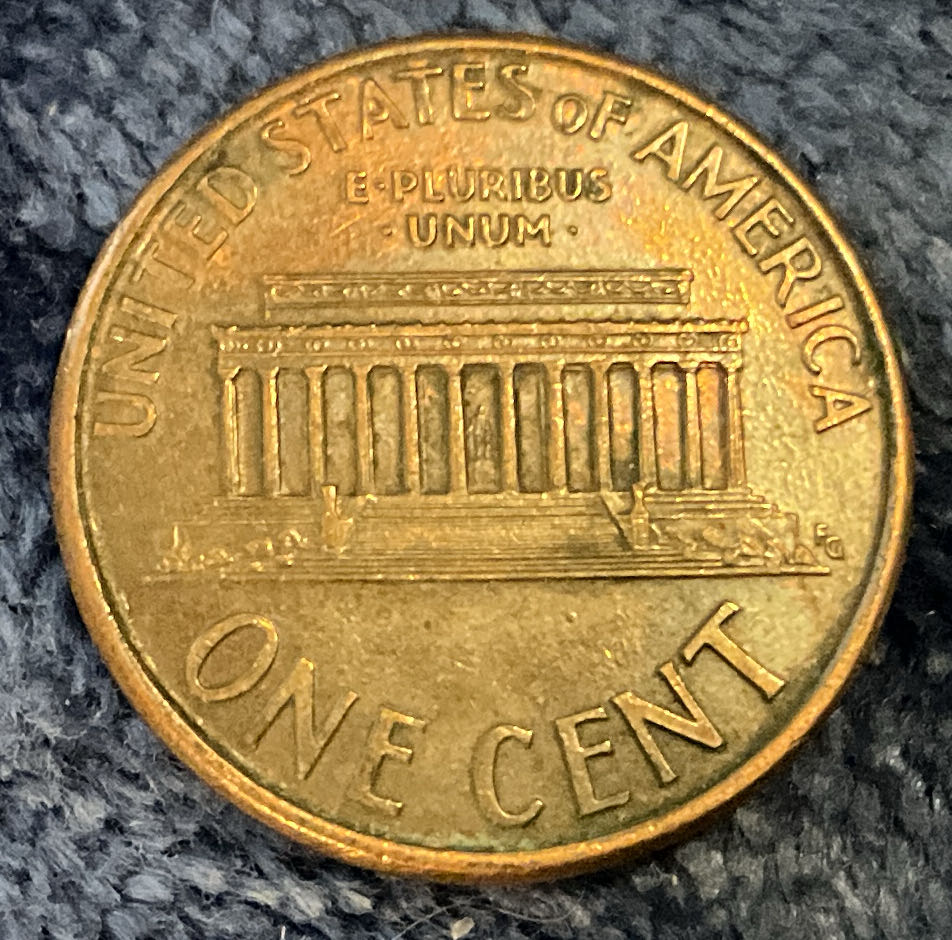 UNITED STATES OF AMERICA
E·PLURIBUS
·UNUM·
FG
ONE CENT